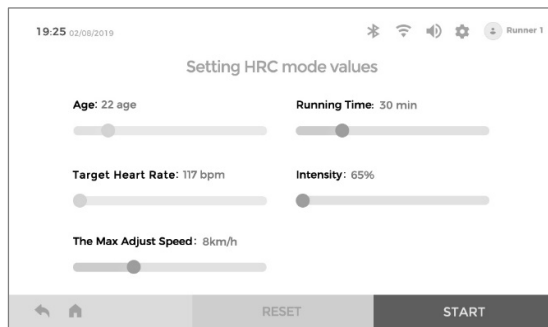 19:25 02/08/2019 Runner 1
Setting HRC mode values
Age: 22 age Running Time: 30 min
Target Heart Rate: 117 bpm Intensity: 65%
The Max Adjust Speed: 8km/h
RESET START